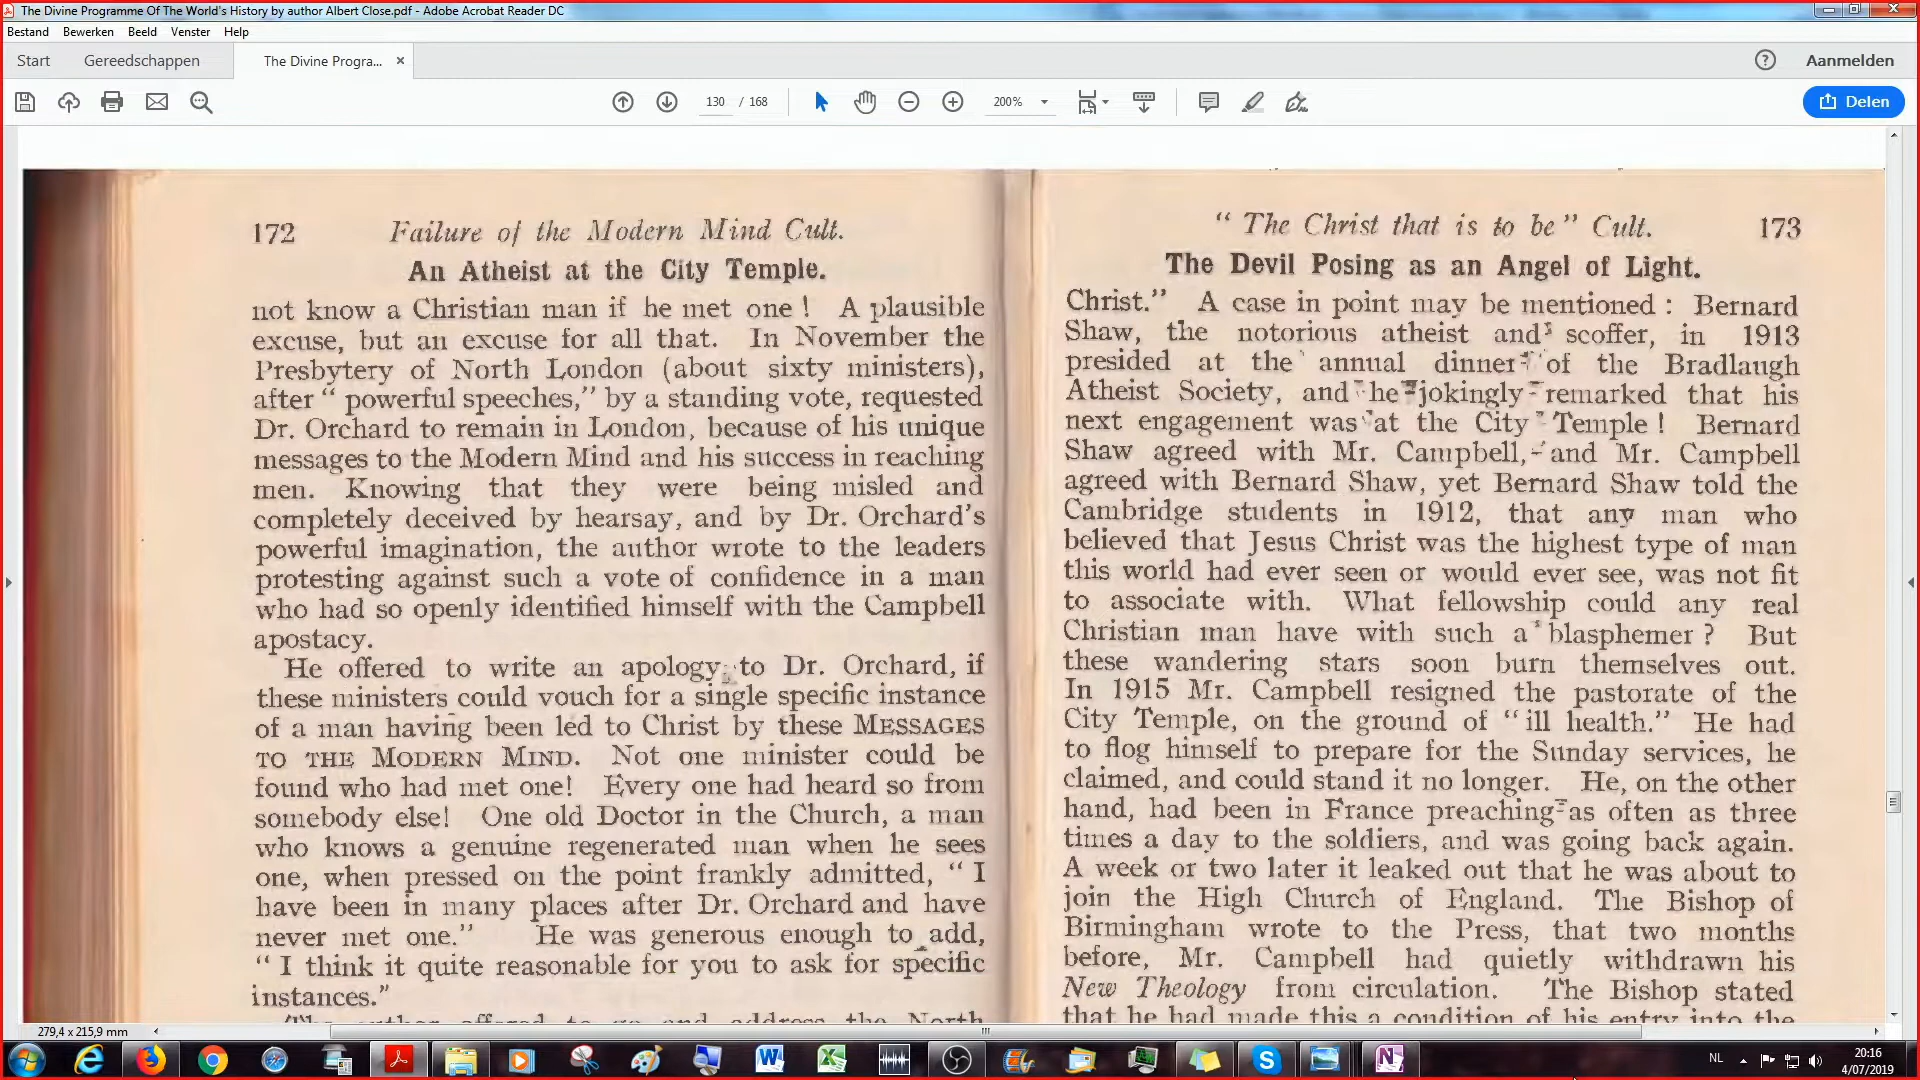 The Divine Programme Of The World's History by author Albert Close.pdf - Adobe Acrobat Reader DC
Bestand Bewerken Beeld Venster Help
Start Gereedschappen The Divine Progra... Aanmelden
130 / 168 200% Delen
172 Failure of the Modern Mind Cult.
An Atheist at the City Temple.
not know a Christian man if he met one! A plausible
excuse, but an excuse for all that. In November the
Presbytery of North London (about sixty ministers),
after “ powerful speeches,” by a standing vote, requested
Dr. Orchard to remain in London, because of his unique
messages to the Modern Mind and his success in reaching
men. Knowing that they were being misled and
completely deceived by hearsay, and by Dr. Orchard's
powerful imagination, the author wrote to the leaders
protesting against such a vote of confidence in a man
who had so openly identified himself with the Campbell
apostacy.
He offered to write an apology to Dr. Orchard, if
these ministers could vouch for a single specific instance
of a man having been led to Christ by these MESSAGES
TO THE MODERN MIND. Not one minister could be
found who had met one! Every one had heard so from
somebody else! One old Doctor in the Church, a man
who knows a genuine regenerated man when he sees
one, when pressed on the point frankly admitted, “ I
have been in many places after Dr. Orchard and have
never met one.” He was generous enough to add,
“ I think it quite reasonable for you to ask for specific
instances.”
The author offered to go and address the North
“ The Christ that is to be ” Cult. 173
The Devil Posing as an Angel of Light.
Christ.” A case in point may be mentioned : Bernard
Shaw, the notorious atheist and scoffer, in 1913
presided at the annual dinner of the Bradlaugh
Atheist Society, and he jokingly remarked that his
next engagement was at the City Temple ! Bernard
Shaw agreed with Mr. Campbell, and Mr. Campbell
agreed with Bernard Shaw, yet Bernard Shaw told the
Cambridge students in 1912, that any man who
believed that Jesus Christ was the highest type of man
this world had ever seen or would ever see, was not fit
to associate with. What fellowship could any real
Christian man have with such a blasphemer ? But
these wandering stars soon burn themselves out.
In 1915 Mr. Campbell resigned the pastorate of the
City Temple, on the ground of “ ill health.” He had
to flog himself to prepare for the Sunday services, he
claimed, and could stand it no longer. He, on the other
hand, had been in France preaching as often as three
times a day to the soldiers, and was going back again.
A week or two later it leaked out that he was about to
join the High Church of England. The Bishop of
Birmingham wrote to the Press, that two months
before, Mr. Campbell had quietly withdrawn his
New Theology from circulation. The Bishop stated
that he had made this a condition of his entry into the
279,4 x 215,9 mm
NL 20:16
4/07/2019